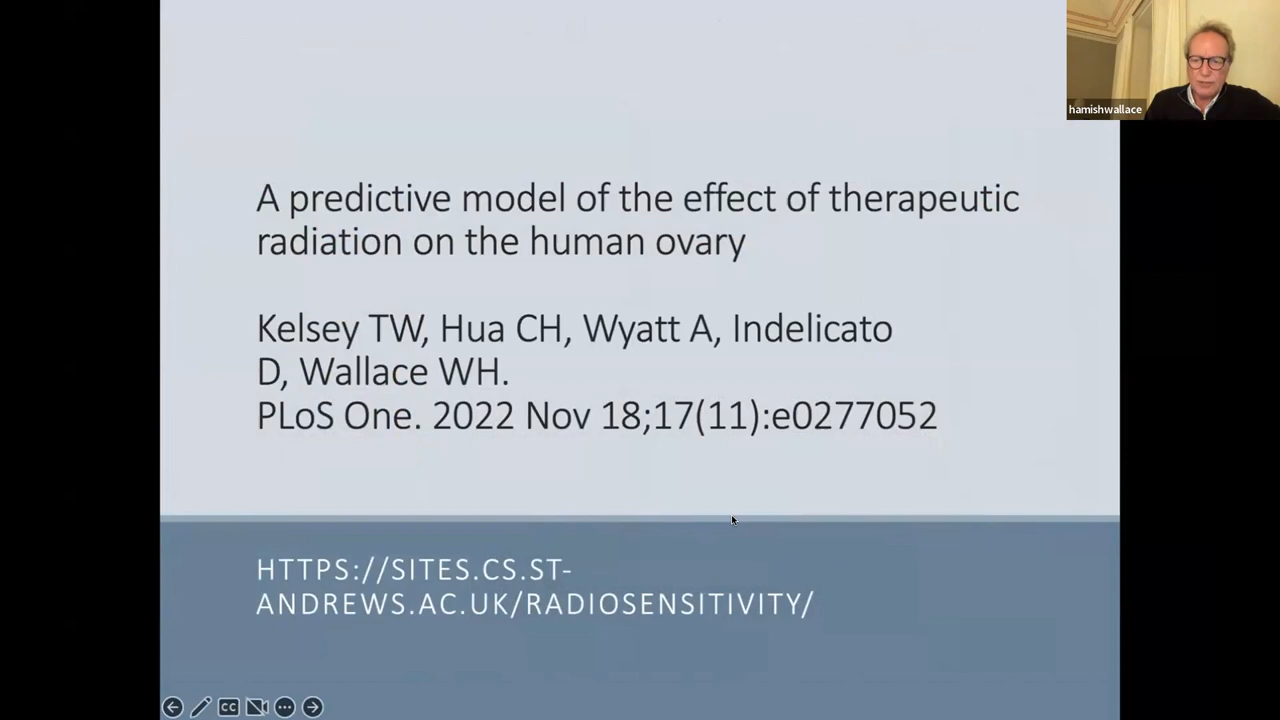 hamishwallace
A predictive model of the effect of therapeutic
radiation on the human ovary
Kelsey TW, Hua CH, Wyatt A, Indelicato
D, Wallace WH.
PLoS One. 2022 Nov 18;17(11):e0277052
HTTPS://SITES.CS.ST-
ANDREWS.AC.UK/RADIOSENSITIVITY/
CC